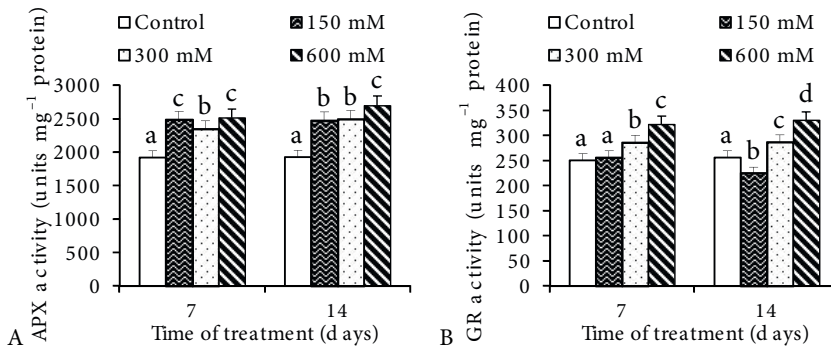 Control
150 mM
300 mM
600 mM
APX activity (units mg⁻¹ protein)
3000
2500
2000
1500
1000
500
0
a
c
b
c
a
b
b
c
7
14
Time of treatment (days)
A
Control
150 mM
300 mM
600 mM
GR activity (units mg⁻¹ protein)
400
350
300
250
200
150
100
50
0
a
a
b
c
a
b
c
d
7
14
Time of treatment (days)
B